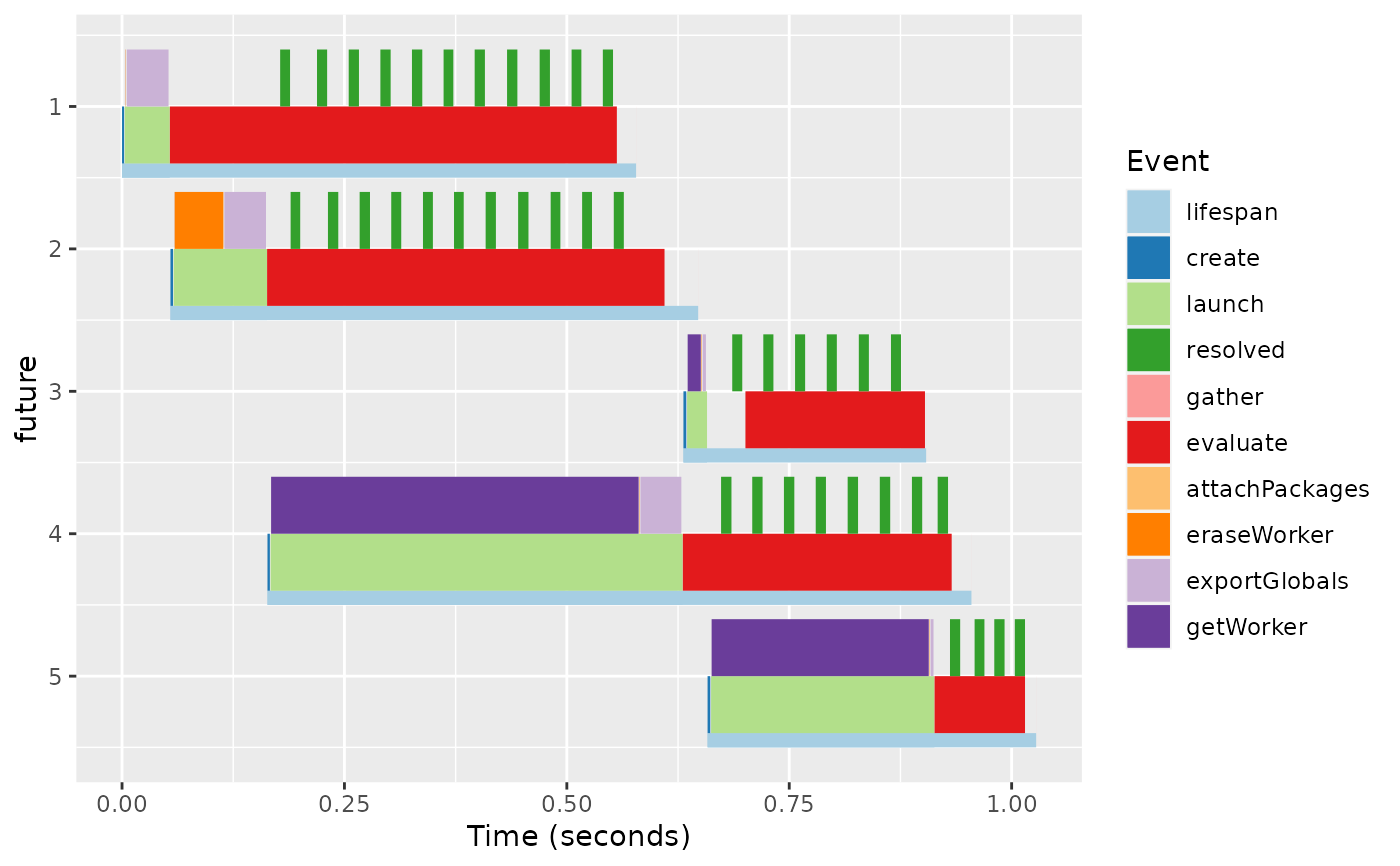 1
2
3
4
5
future
0.00 0.25 0.50 0.75 1.00
Time (seconds)
Event
lifespan
create
launch
resolved
gather
evaluate
attachPackages
eraseWorker
exportGlobals
getWorker